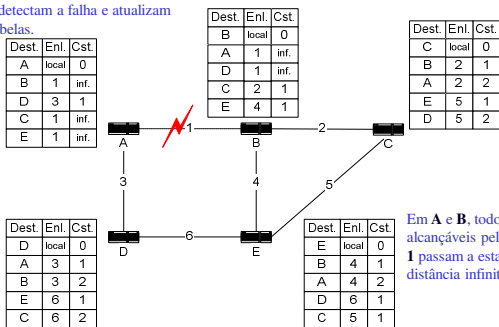 detectam a falha e atualizam
belas.
Dest. Enl. Cst.
A local 0
B 1 inf.
D 3 1
C 1 inf.
E 1 inf.
Dest. Enl. Cst.
B local 0
A 1 inf.
D 1 inf.
C 2 1
E 4 1
Dest. Enl. Cst.
C local 0
B 2 1
A 2 2
E 5 1
D 5 2
A 1 B 2 C
3 4 5
D 6 E
Dest. Enl. Cst.
D local 0
A 3 1
B 3 2
E 6 1
C 6 2
Dest. Enl. Cst.
E local 0
B 4 1
A 4 2
D 6 1
C 5 1
Em A e B, todo
alcançáveis pel
1 passam a esta
distância infinit